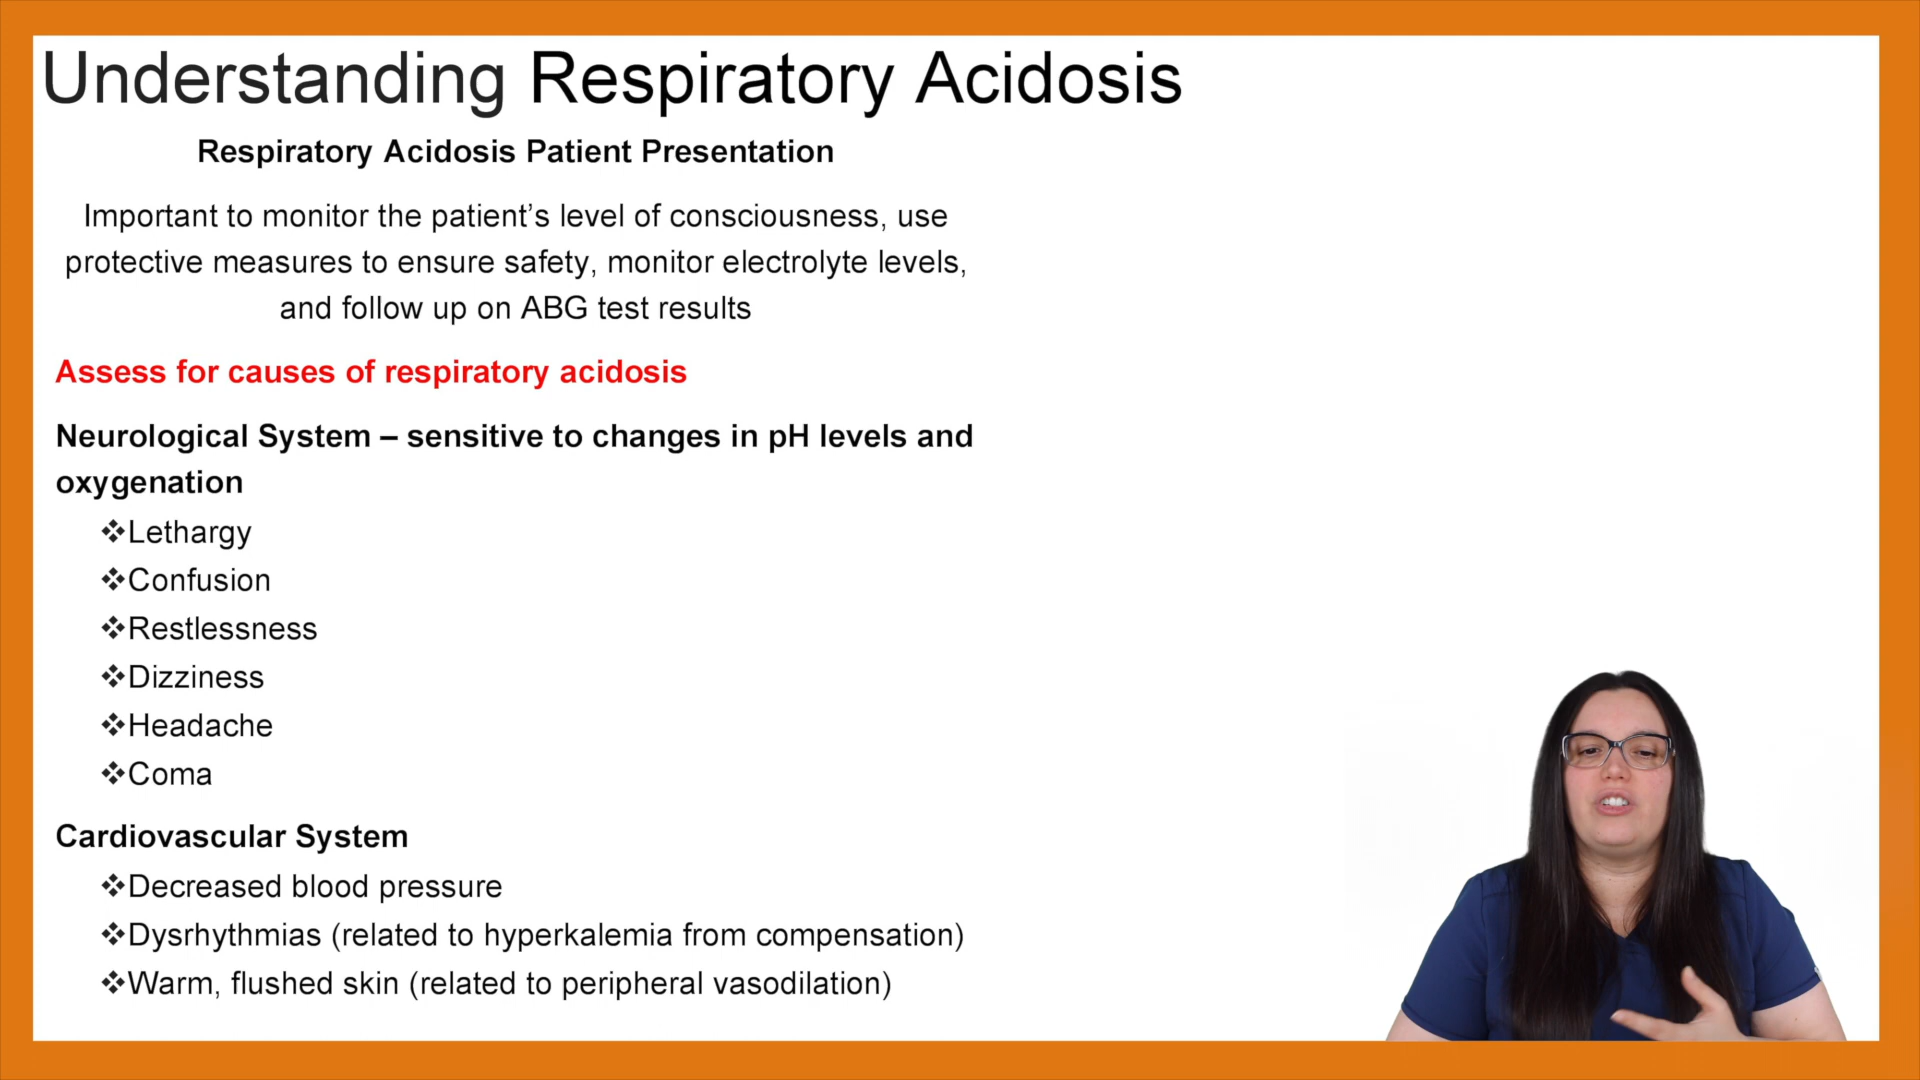 Understanding Respiratory Acidosis
Respiratory Acidosis Patient Presentation
Important to monitor the patient’s level of consciousness, use
protective measures to ensure safety, monitor electrolyte levels,
and follow up on ABG test results
Assess for causes of respiratory acidosis
Neurological System – sensitive to changes in pH levels and
oxygenation
❖Lethargy
❖Confusion
❖Restlessness
❖Dizziness
❖Headache
❖Coma
Cardiovascular System
❖Decreased blood pressure
❖Dysrhythmias (related to hyperkalemia from compensation)
❖Warm, flushed skin (related to peripheral vasodilation)